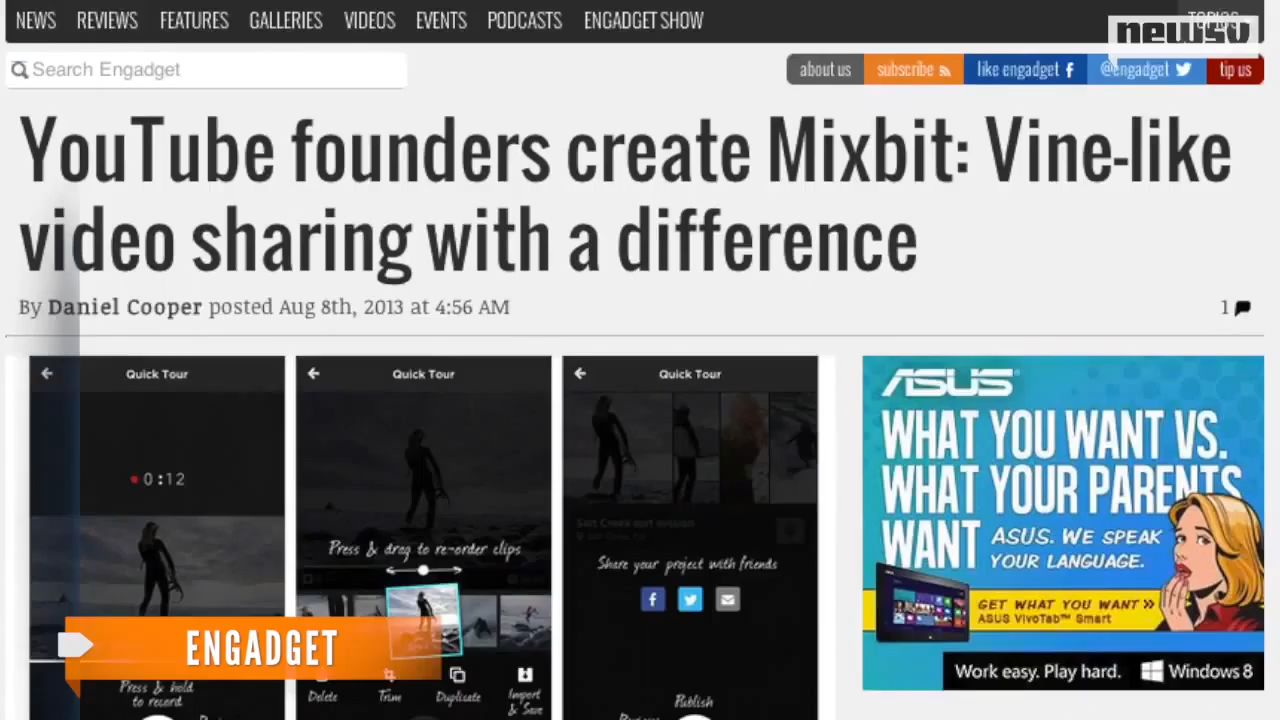 NEWS REVIEWS FEATURES GALLERIES VIDEOS EVENTS PODCASTS ENGADGET SHOW TOPICS
newsy
Search Engadget
about us subscribe like engadget @engadget tip us
YouTube founders create Mixbit: Vine-like
video sharing with a difference
By Daniel Cooper posted Aug 8th, 2013 at 4:56 AM
1
Quick Tour
0:12
Press & hold
to record
Quick Tour
Press & drag to re-order clips
Delete Trim Duplicate Import
& Save
Quick Tour
Share your project with friends
Publish
ASUS
WHAT YOU WANT VS.
WHAT YOUR PARENTS
WANT
ASUS. WE SPEAK
YOUR LANGUAGE.
GET WHAT YOU WANT »
ASUS VivoTab™ Smart
Work easy. Play hard.
Windows 8
ENGADGET